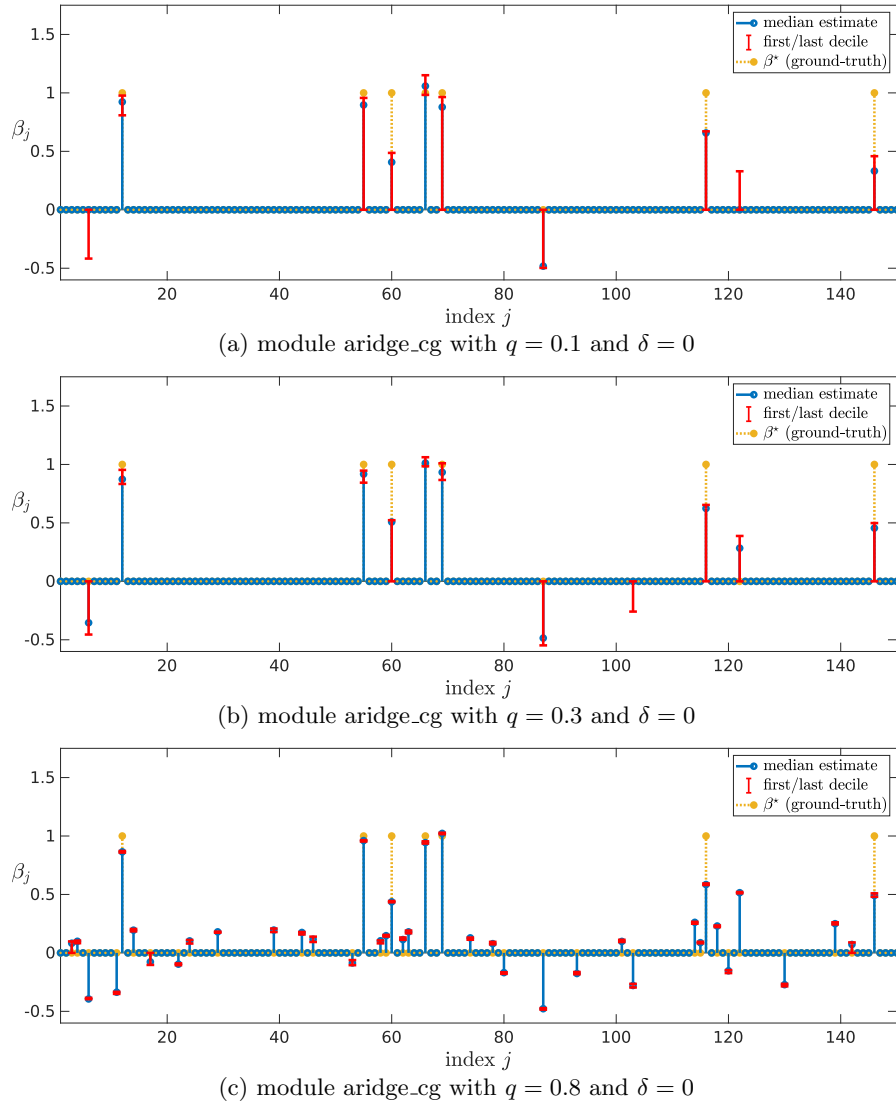 1.5
1
0.5
0
-0.5
β_j
median estimate
first/last decile
β⋆ (ground-truth)
20 40 60 80 100 120 140
index j
(a) module aridge_cg with q = 0.1 and δ = 0
1.5
1
0.5
0
-0.5
β_j
median estimate
first/last decile
β⋆ (ground-truth)
20 40 60 80 100 120 140
index j
(b) module aridge_cg with q = 0.3 and δ = 0
1.5
1
0.5
0
-0.5
β_j
median estimate
first/last decile
β⋆ (ground-truth)
20 40 60 80 100 120 140
index j
(c) module aridge_cg with q = 0.8 and δ = 0